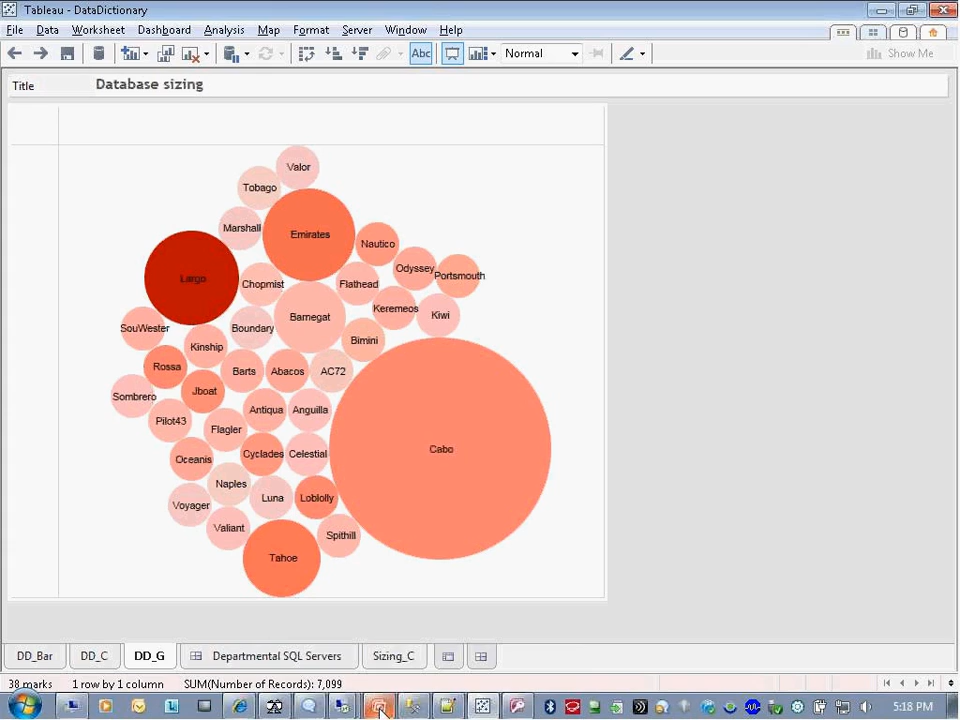 Tableau - DataDictionary
File Data Worksheet Dashboard Analysis Map Format Server Window Help
Abc Normal Show Me
Title Database sizing
Valor
Tobago
Marshall
Emirates
Nautico
Largo
Chopmist
Flathead
Odyssey
Portsmouth
SouWester
Boundary
Barnegat
Keremeos
Kiwi
Kinship
Bimini
Rossa
Barts
Abacos
AC72
Sombrero
Jboat
Pilot43
Flagler
Antiqua
Anguilla
Oceanis
Cyclades
Celestial
Cabo
Naples
Voyager
Luna
Loblolly
Valiant
Spithill
Tahoe
DD_Bar DD_C DD_G Departmental SQL Servers Sizing_C
38 marks 1 row by 1 column SUM(Number of Records): 7,099
5:18 PM